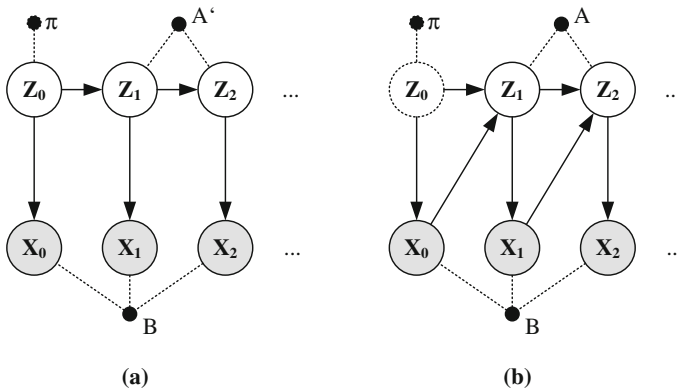 π A‘ π A
Z0 Z1 Z2 ... Z0 Z1 Z2 ..
X0 X1 X2 ... X0 X1 X2 ..
B B
(a) (b)